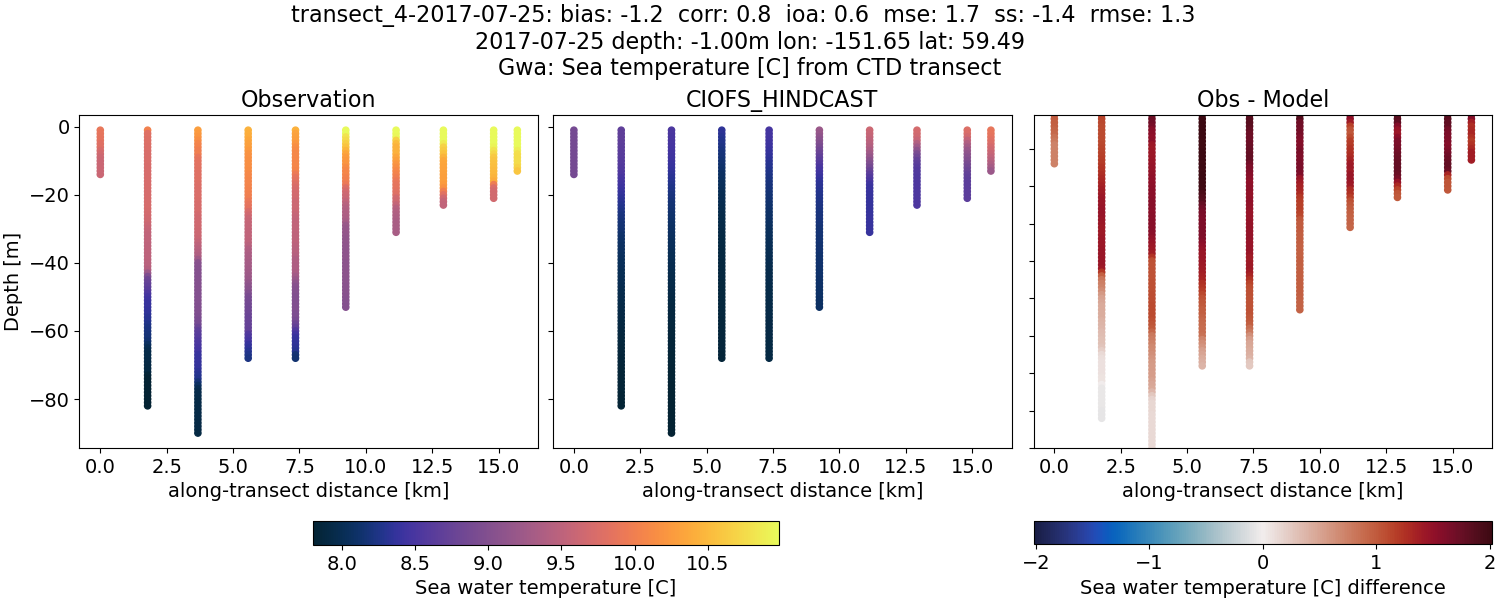 transect_4-2017-07-25: bias: -1.2  corr: 0.8  ioa: 0.6  mse: 1.7  ss: -1.4  rmse: 1.3
2017-07-25 depth: -1.00m lon: -151.65 lat: 59.49
Gwa: Sea temperature [C] from CTD transect
Observation
CIOFS_HINDCAST
Obs - Model
Depth [m]
0
−20
−40
−60
−80
0.0 2.5 5.0 7.5 10.0 12.5 15.0
along-transect distance [km]
0.0 2.5 5.0 7.5 10.0 12.5 15.0
along-transect distance [km]
0.0 2.5 5.0 7.5 10.0 12.5 15.0
along-transect distance [km]
8.0 8.5 9.0 9.5 10.0 10.5
Sea water temperature [C]
−2 −1 0 1 2
Sea water temperature [C] difference